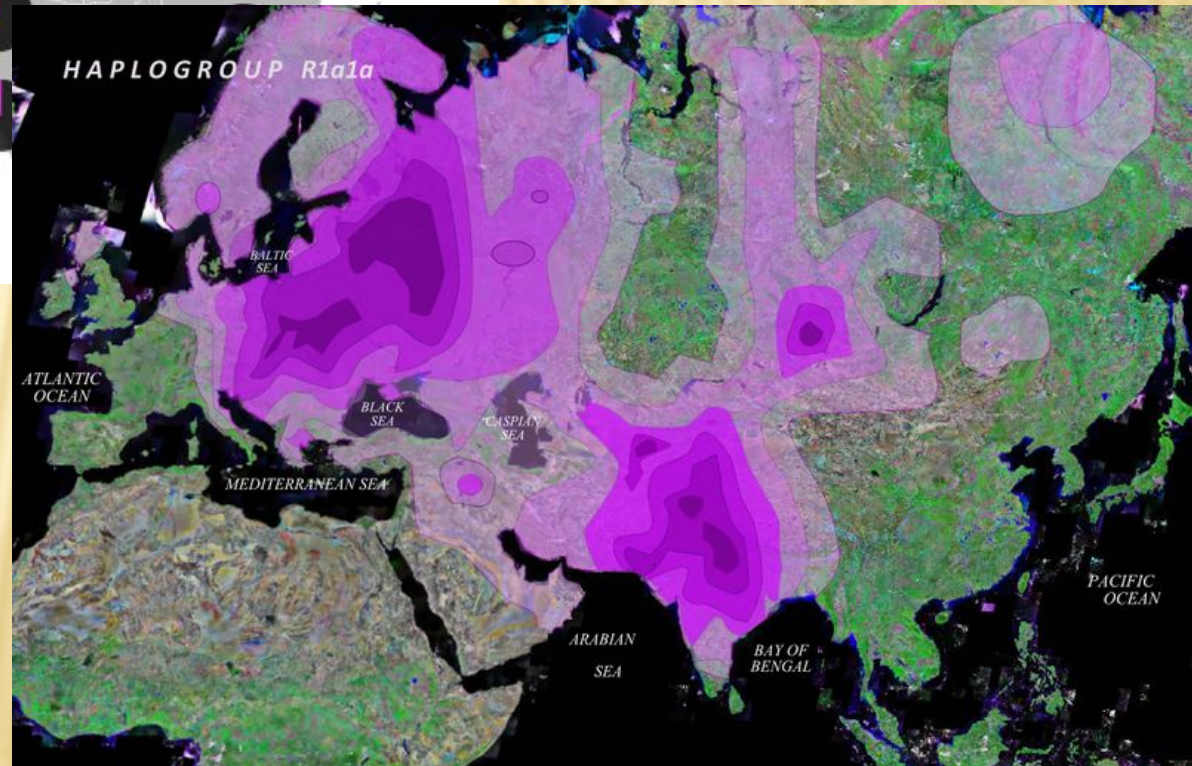 HAPLOGROUP R1a1a
BALTIC
SEA
ATLANTIC
OCEAN
BLACK
SEA
CASPIAN
SEA
MEDITERRANEAN SEA
PACIFIC
OCEAN
ARABIAN
SEA
BAY OF
BENGAL